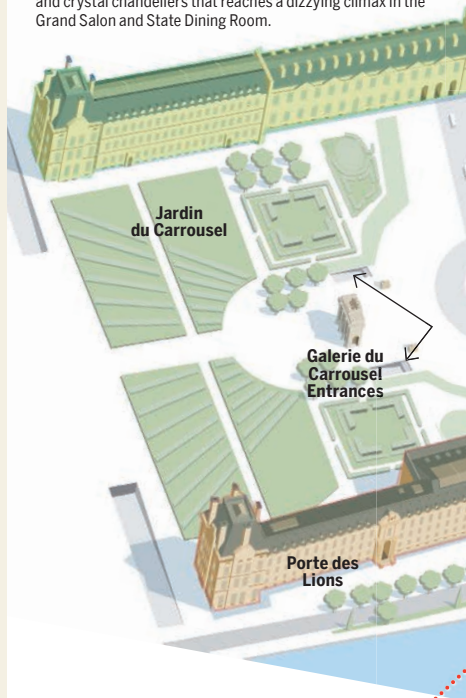 and crystal chandeliers that reaches a dizzying climax in the
Grand Salon and State Dining Room.
Jardin
du Carrousel
Galerie du
Carrousel
Entrances
Porte des
Lions